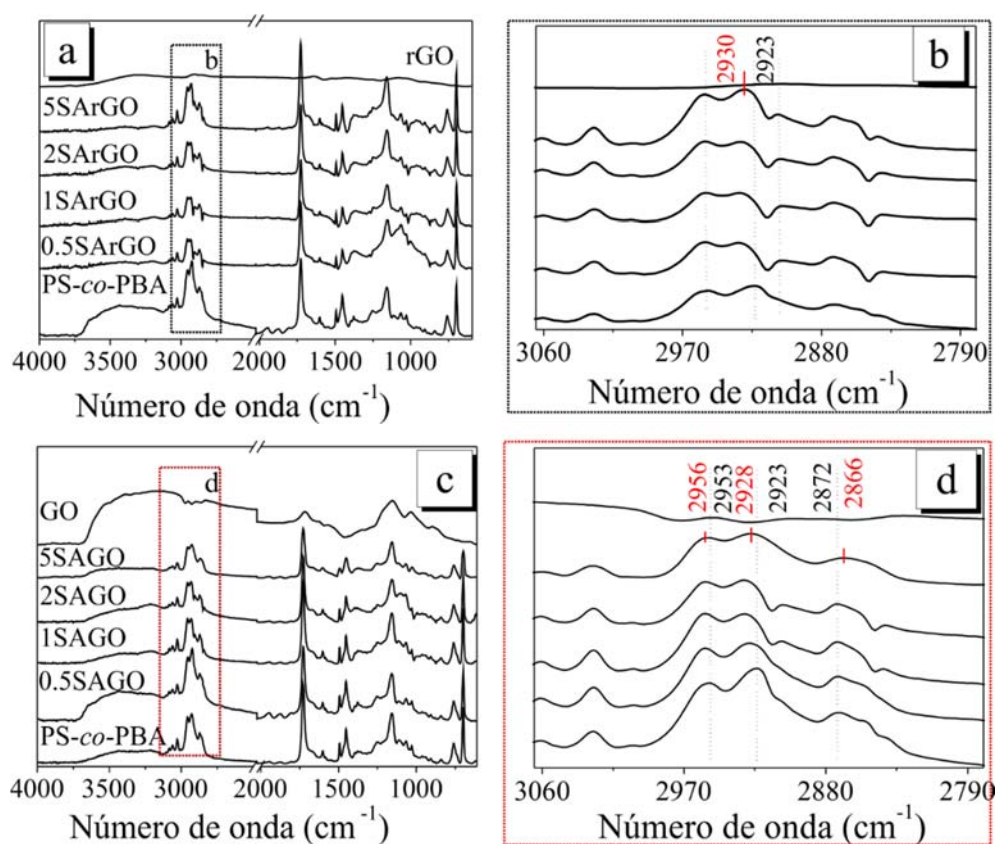 a
b
rGO
5SArGO
2SArGO
1SArGO
0.5SArGO
PS-co-PBA
4000 3000 2000 1500 1000
Número de onda (cm-1)
b
2930
2923
3060 2970 2880 2790
Número de onda (cm-1)
c
d
GO
5SAGO
2SAGO
1SAGO
0.5SAGO
PS-co-PBA
4000 3000 2000 1500 1000
Número de onda (cm-1)
d
2956
2953
2928
2923
2872
2866
3060 2970 2880 2790
Número de onda (cm-1)